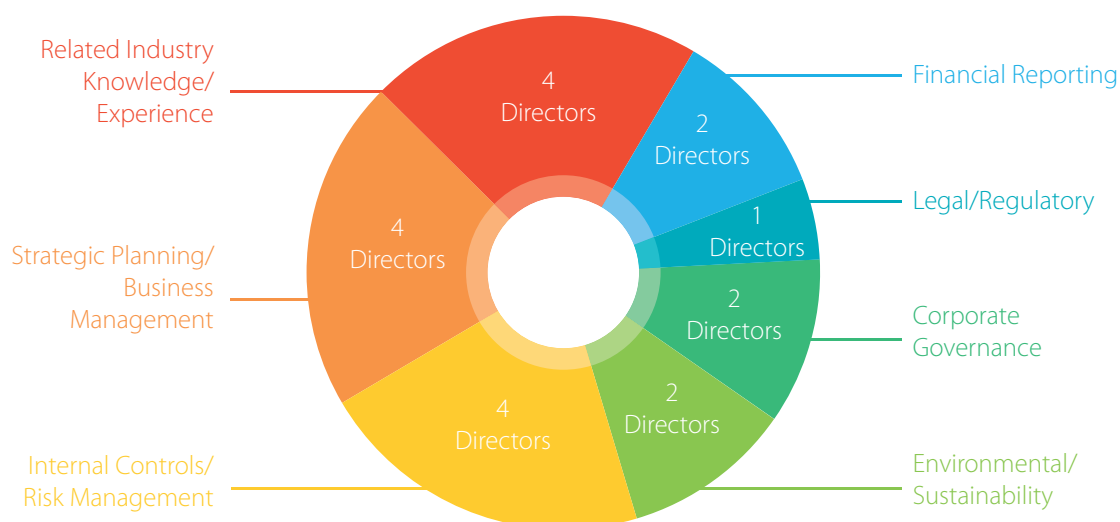 Related Industry
Knowledge/
Experience
4
Directors
Financial Reporting
2
Directors
Legal/Regulatory
1
Directors
Strategic Planning/
Business
Management
4
Directors
2
Directors
Corporate
Governance
4
Directors
2
Directors
Internal Controls/
Risk Management
Environmental/
Sustainability